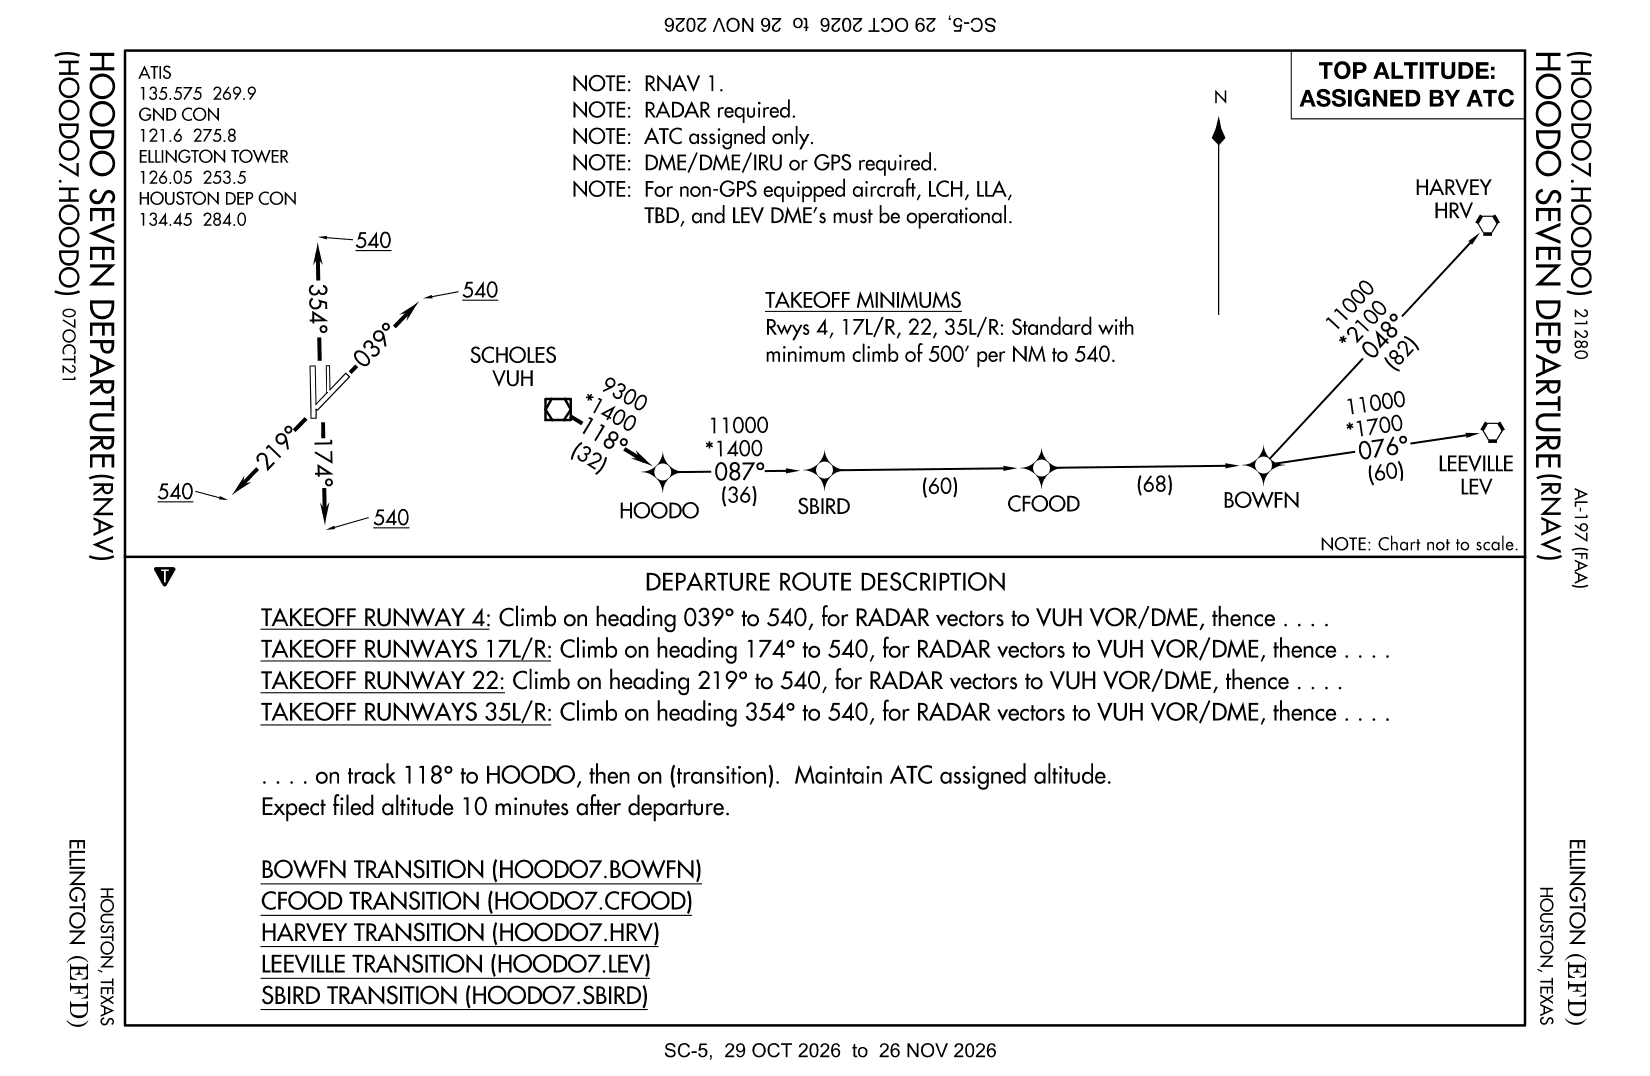 SC-5, 29 OCT 2026 to 26 NOV 2026
(HOODO7.HOODO) 07OCT21
HOODO SEVEN DEPARTURE (RNAV)
ELLINGTON (EFD)
HOUSTON, TEXAS
ATIS
135.575 269.9
GND CON
121.6 275.8
ELLINGTON TOWER
126.05 253.5
HOUSTON DEP CON
134.45 284.0
NOTE: RNAV 1.
NOTE: RADAR required.
NOTE: ATC assigned only.
NOTE: DME/DME/IRU or GPS required.
NOTE: For non-GPS equipped aircraft, LCH, LLA,
TBD, and LEV DME's must be operational.
N
TOP ALTITUDE:
ASSIGNED BY ATC
TAKEOFF MINIMUMS
Rwys 4, 17L/R, 22, 35L/R: Standard with
minimum climb of 500' per NM to 540.
540
354°
540
039°
219°
540
174°
540
SCHOLES
VUH
9300
*1400
118°
(32)
HOODO
11000
*1400
087°
(36)
SBIRD
(60)
CFOOD
(68)
BOWFN
11000
*2100
048°
(82)
HARVEY
HRV
11000
*1700
076°
(60)
LEEVILLE
LEV
NOTE: Chart not to scale.
T
DEPARTURE ROUTE DESCRIPTION
TAKEOFF RUNWAY 4: Climb on heading 039° to 540, for RADAR vectors to VUH VOR/DME, thence . . . .
TAKEOFF RUNWAYS 17L/R: Climb on heading 174° to 540, for RADAR vectors to VUH VOR/DME, thence . . . .
TAKEOFF RUNWAY 22: Climb on heading 219° to 540, for RADAR vectors to VUH VOR/DME, thence . . . .
TAKEOFF RUNWAYS 35L/R: Climb on heading 354° to 540, for RADAR vectors to VUH VOR/DME, thence . . . .
. . . . on track 118° to HOODO, then on (transition). Maintain ATC assigned altitude.
Expect filed altitude 10 minutes after departure.
BOWFN TRANSITION (HOODO7.BOWFN)
CFOOD TRANSITION (HOODO7.CFOOD)
HARVEY TRANSITION (HOODO7.HRV)
LEEVILLE TRANSITION (HOODO7.LEV)
SBIRD TRANSITION (HOODO7.SBIRD)
(HOODO7.HOODO) 21280
HOODO SEVEN DEPARTURE (RNAV)
AL-197 (FAA)
ELLINGTON (EFD)
HOUSTON, TEXAS
SC-5, 29 OCT 2026 to 26 NOV 2026